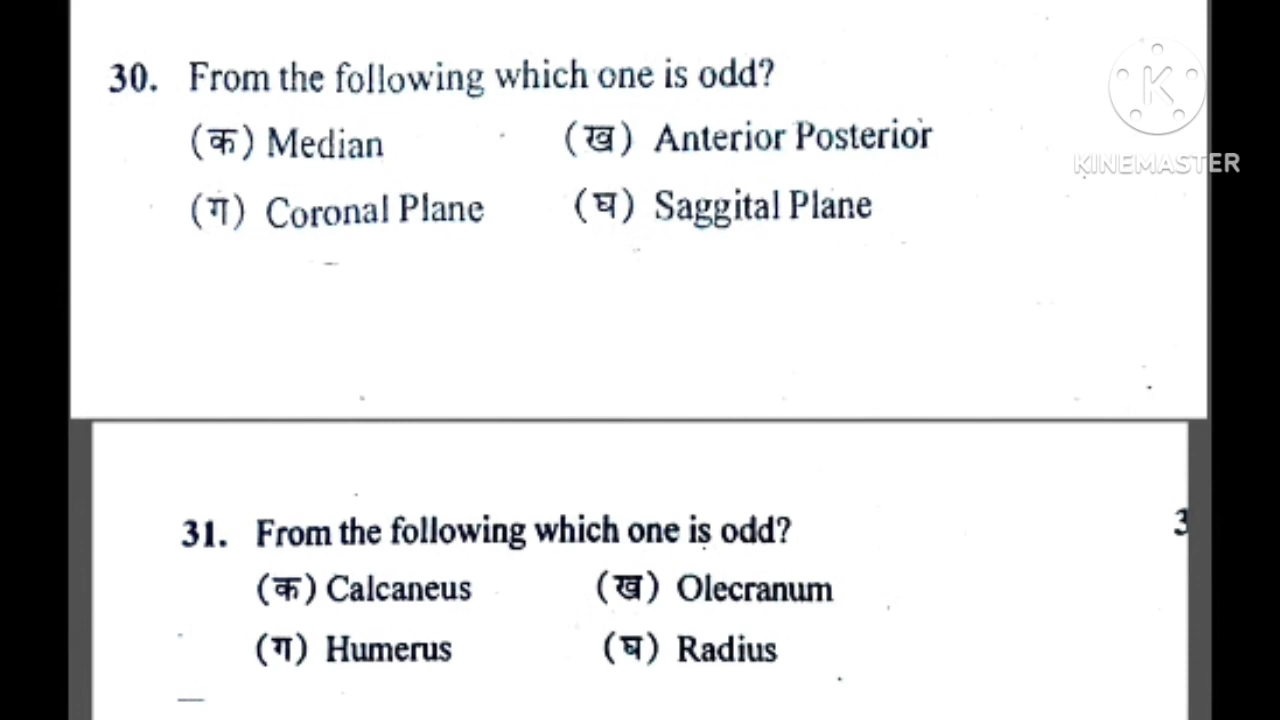 30. From the following which one is odd?
(क) Median (ख) Anterior Posterior
(ग) Coronal Plane (घ) Saggital Plane
KINEMASTER
31. From the following which one is odd?
(क) Calcaneus (ख) Olecranum
(ग) Humerus (घ) Radius